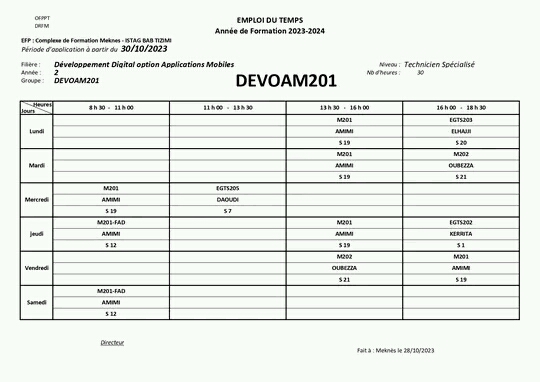 OFPPT
DRFM
EMPLOI DU TEMPS
Année de Formation 2023-2024
EFP : Complexe de Formation Meknes - ISTAG BAB TIZIMI
Période d'application à partir du 30/10/2023
Filière : Développement Digital option Applications Mobiles
Niveau : Technicien Spécialisé
Année : 2
Nb d'heures : 30
Groupe : DEVOAM201
DEVOAM201
Heures
Jours
8 h 30 - 11 h 00 11 h 00 - 13 h 30 13 h 30 - 16 h 00 16 h 00 - 18 h 30
M201 EGTS203
Lundi AMIMI ELHAJJI
S 19 S 20
M201 M202
Mardi AMIMI OUBEZZA
S 19 S 21
M201 EGTS205
Mercredi AMIMI DAOUDI
S 19 S 7
M201-FAD M201 EGTS202
jeudi AMIMI AMIMI KERRITA
S 12 S 19 S 1
M202 M201
Vendredi OUBEZZA AMIMI
S 21 S 19
M201-FAD
Samedi AMIMI
S 12
Directeur
Fait à : Meknès le 28/10/2023